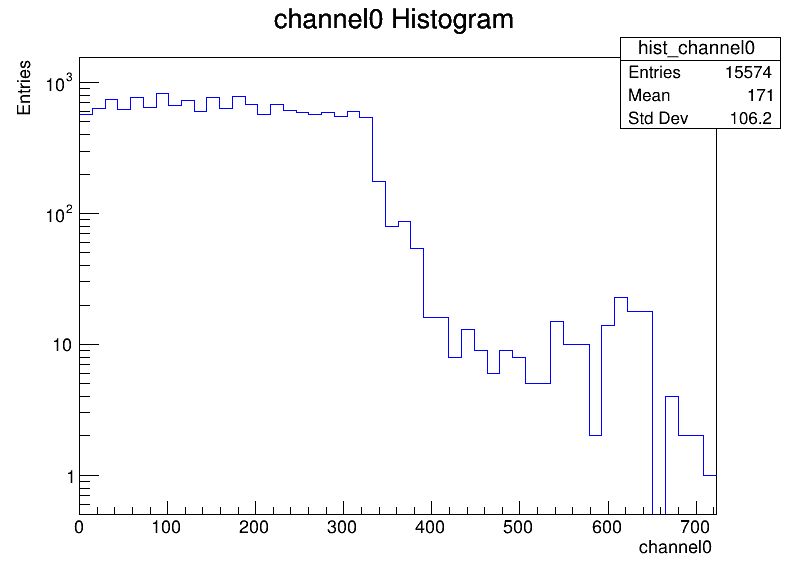 channel0 Histogram
hist_channel0
Entries 15574
Mean 171
Std Dev 106.2
Entries
10³
10²
10
1
0 100 200 300 400 500 600 700
channel0